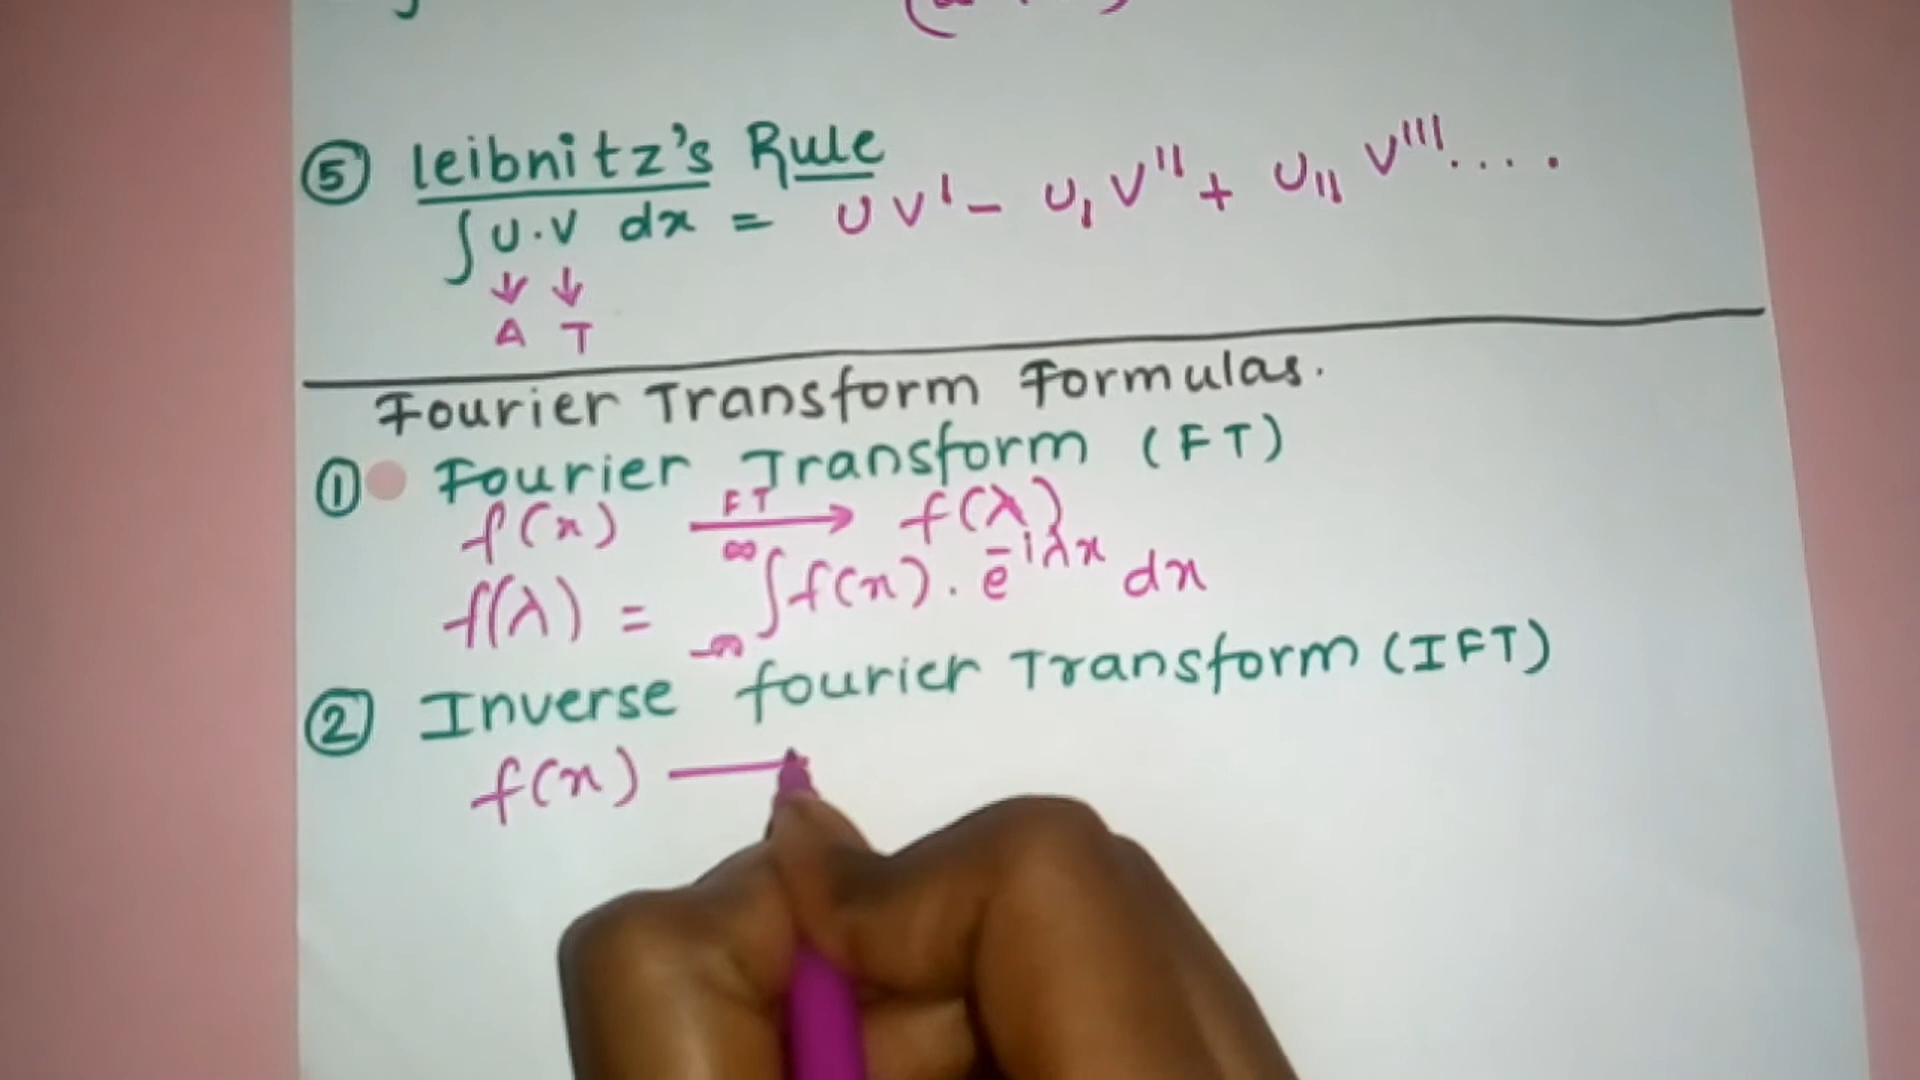 ⑤ Leibnitz's Rule
∫U.V dx = UV' - U₁V'' + U₁₁V'''....
↓ ↓
A T
Fourier Transform Formulas.
① Fourier Transform (FT)
f(x) —FT→ f(λ)
f(λ) = ∞ ∫ -∞ f(x). e^-iλx dx
② Inverse fourier Transform (IFT)
f(x) —